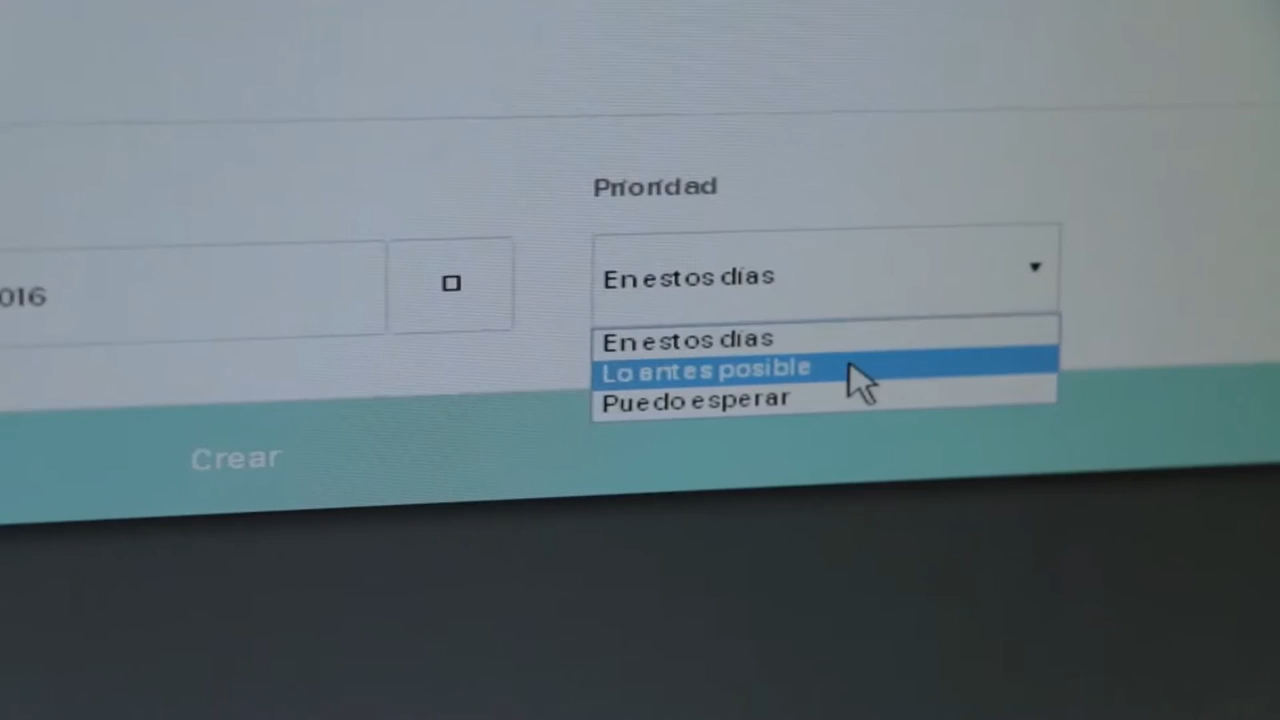 Prioridad
016
En estos días
En estos días
Lo antes posible
Puedo esperar
Crear